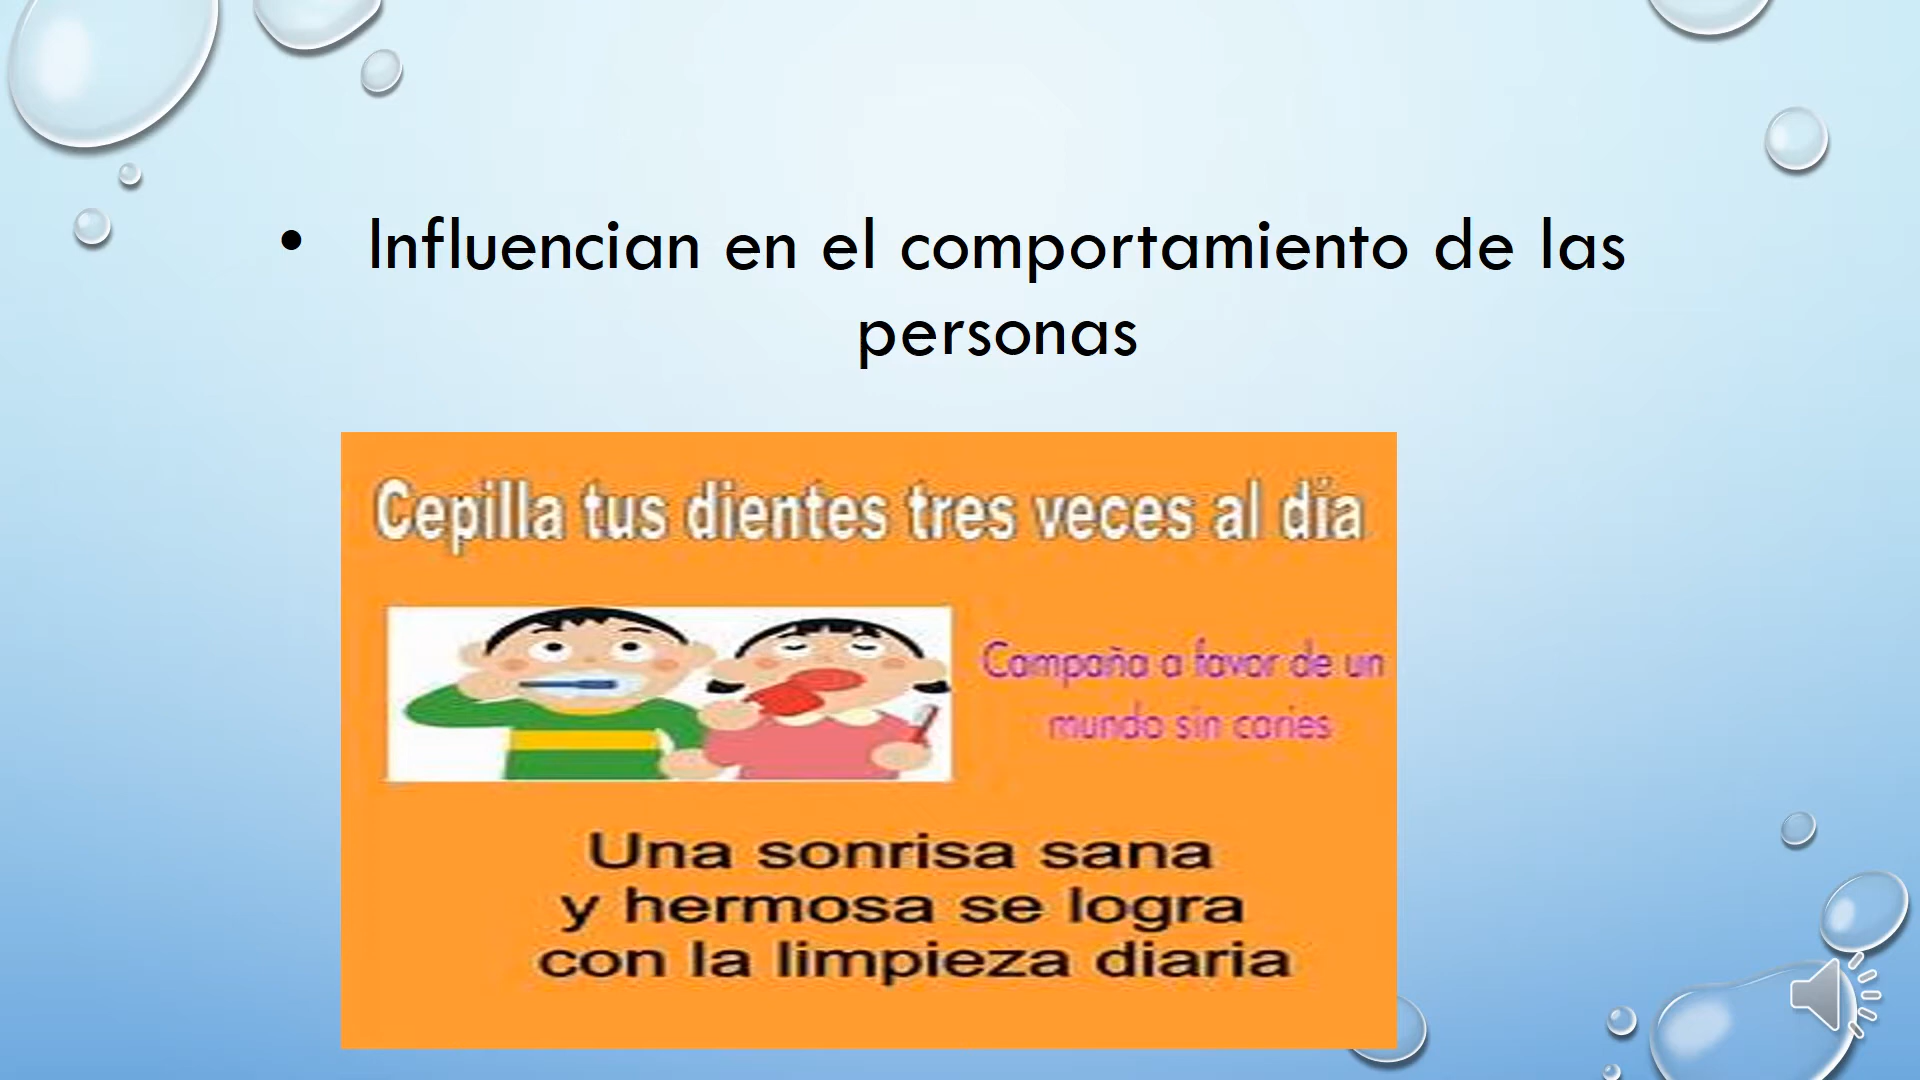 • Influencian en el comportamiento de las
personas
Cepilla tus dientes tres veces al día
Campaña a favor de un
mundo sin caries
Una sonrisa sana
y hermosa se logra
con la limpieza diaria